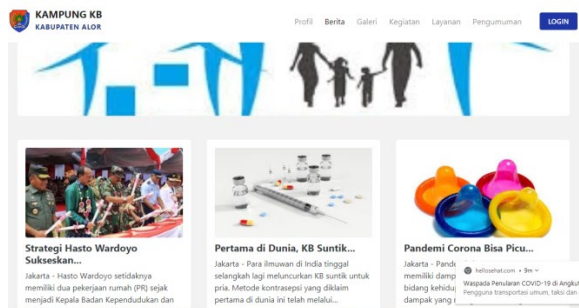 KAMPUNG KB
KABUPATEN ALOR
Profil Berita Galeri Kegiatan Layanan Pengumuman LOGIN
Strategi Hasto Wardoyo
Sukseskan...
Jakarta - Hasto Wardoyo setidaknya
memiliki dua pekerjaan rumah (PR) sejak
menjadi Kepala Badan Kependudukan dan
Pertama di Dunia, KB Suntik...
Jakarta - Para ilmuwan di India tinggal
selangkah lagi meluncurkan KB suntik untuk
pria. Metode kontrasepsi yang diklaim
pertama di dunia ini telah melalui...
Pandemi Corona Bisa Picu...
Jakarta - Pande
memiliki damp
bidang kehidup
dampak yang
hellosehat.com • 9m
Waspada Penularan COVID-19 di Angku
Pengguna transportasi umum, taksi dan